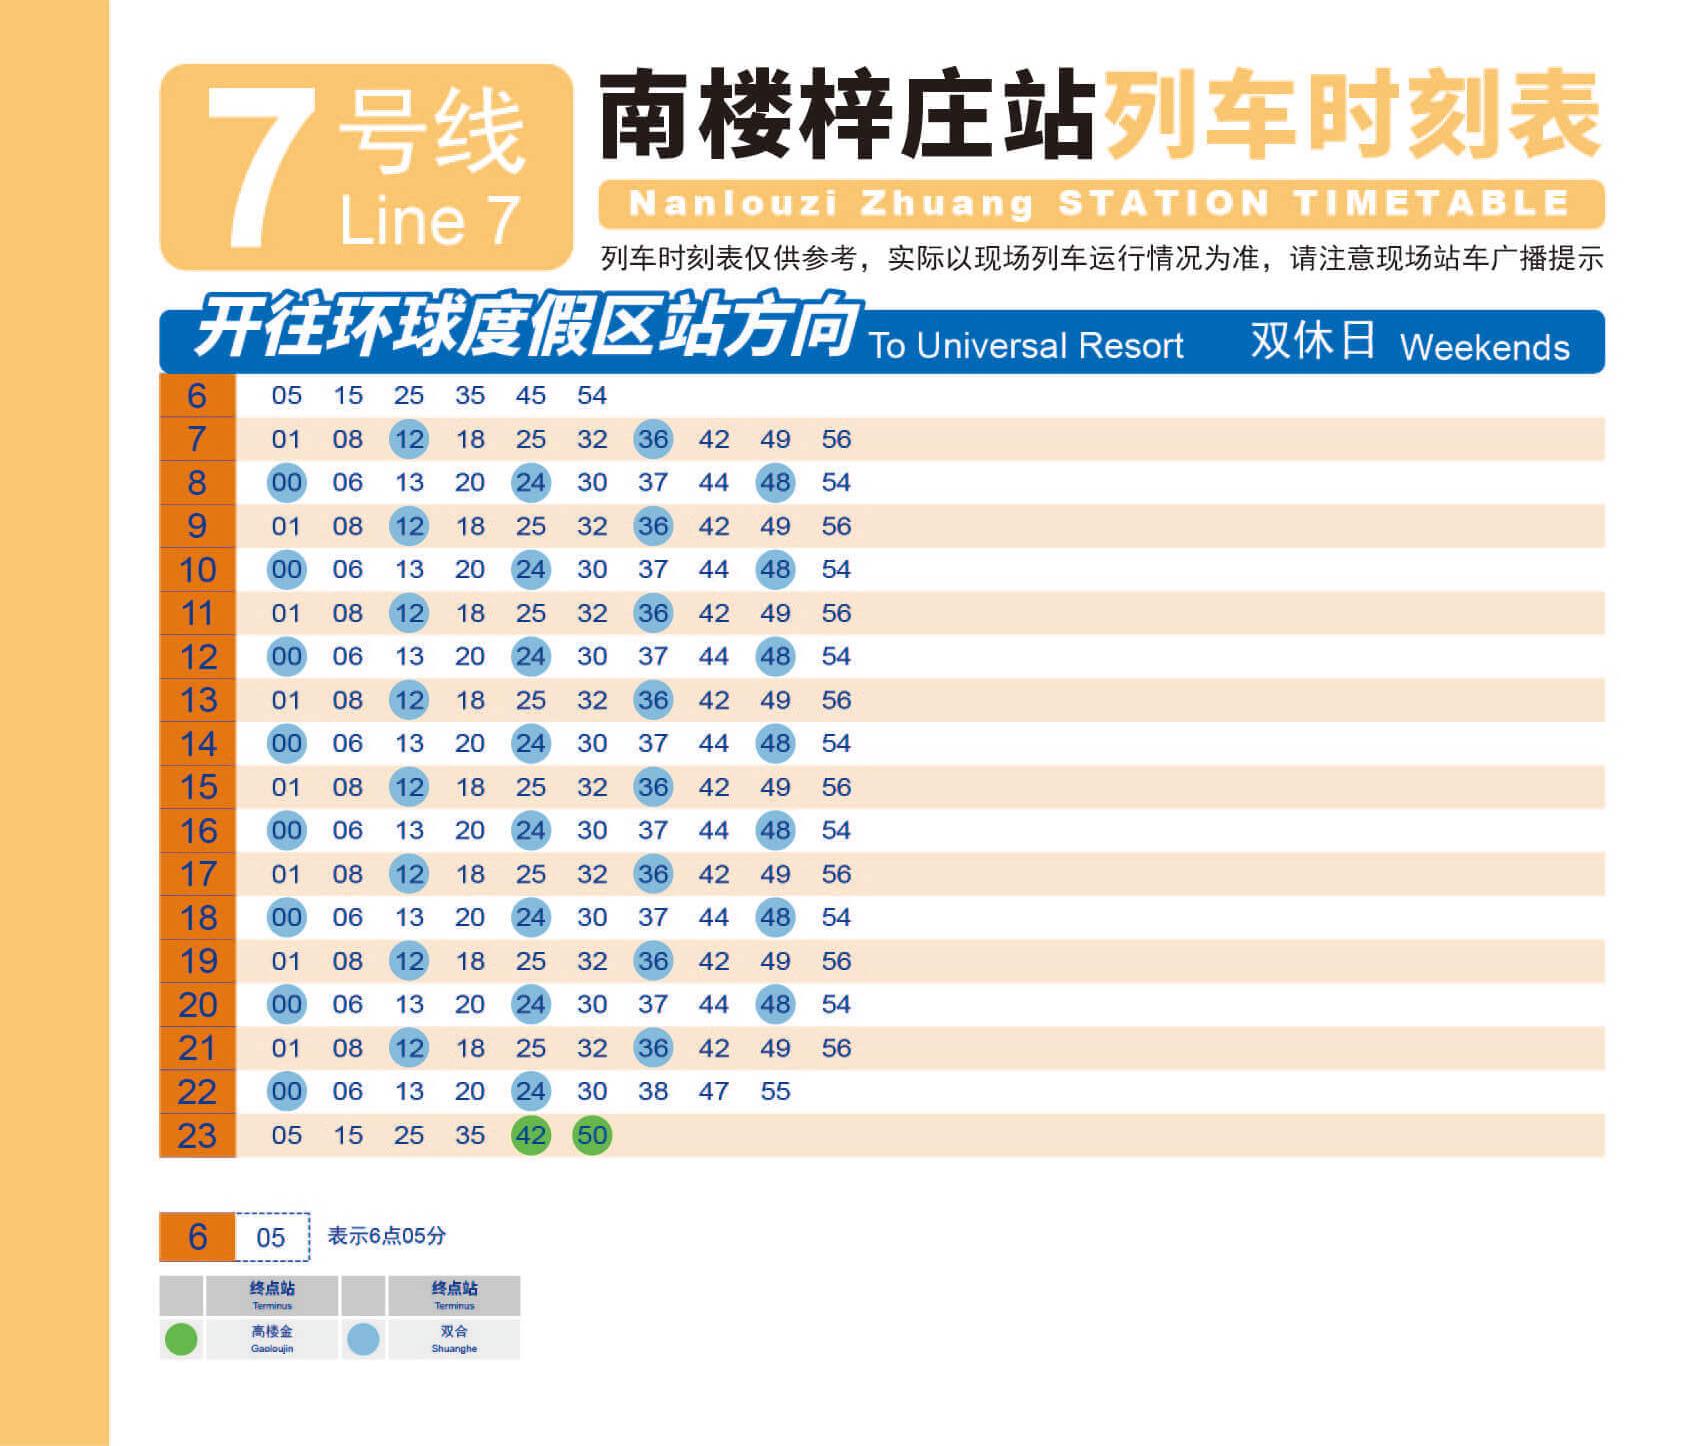 7号线
Line 7
南楼梓庄站列车时刻表
Nanlouzi Zhuang STATION TIMETABLE
列车时刻表仅供参考，实际以现场列车运行情况为准，请注意现场站车广播提示
开往环球度假区站方向 To Universal Resort 双休日 Weekends
6 05 15 25 35 45 54
7 01 08 12 18 25 32 36 42 49 56
8 00 06 13 20 24 30 37 44 48 54
9 01 08 12 18 25 32 36 42 49 56
10 00 06 13 20 24 30 37 44 48 54
11 01 08 12 18 25 32 36 42 49 56
12 00 06 13 20 24 30 37 44 48 54
13 01 08 12 18 25 32 36 42 49 56
14 00 06 13 20 24 30 37 44 48 54
15 01 08 12 18 25 32 36 42 49 56
16 00 06 13 20 24 30 37 44 48 54
17 01 08 12 18 25 32 36 42 49 56
18 00 06 13 20 24 30 37 44 48 54
19 01 08 12 18 25 32 36 42 49 56
20 00 06 13 20 24 30 37 44 48 54
21 01 08 12 18 25 32 36 42 49 56
22 00 06 13 20 24 30 38 47 55
23 05 15 25 35 42 50
6 05 表示6点05分
终点站 终点站
Terminus Terminus
高楼金 双合
Gaoloujin Shuanghe